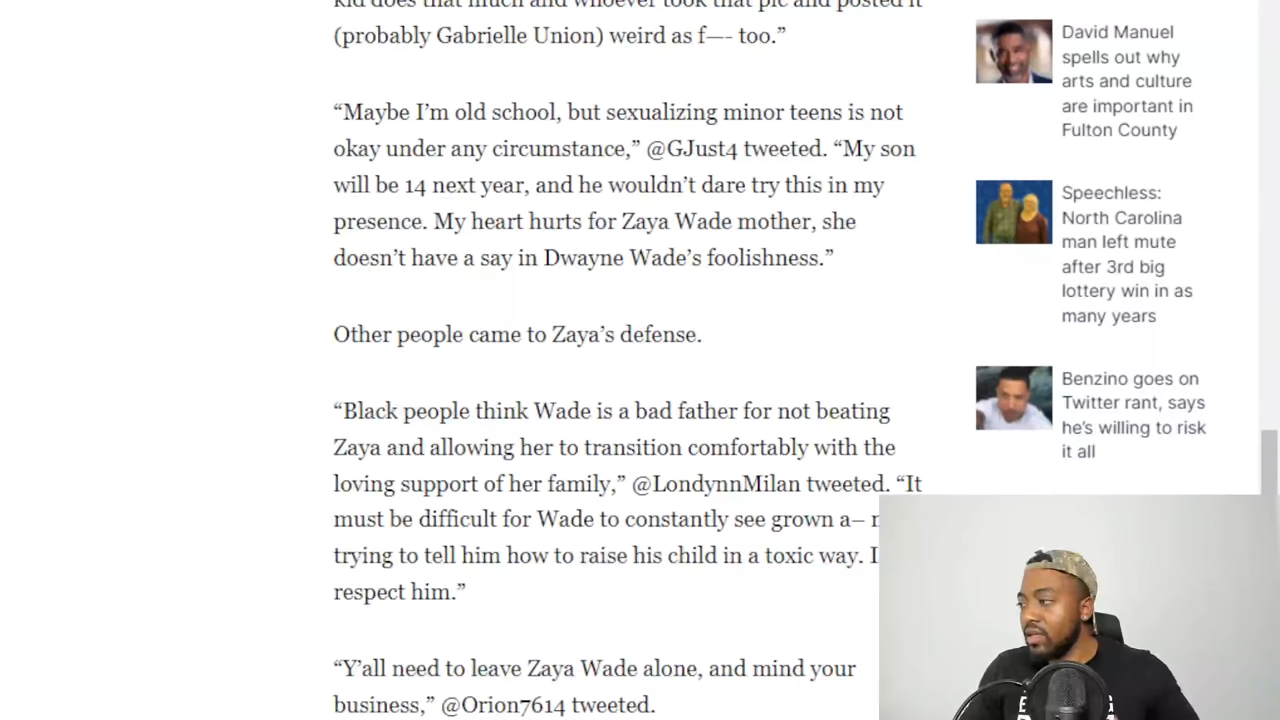 kid does that much and whoever took that pic and posted it
(probably Gabrielle Union) weird as f—- too.”
“Maybe I’m old school, but sexualizing minor teens is not
okay under any circumstance,” @GJust4 tweeted. “My son
will be 14 next year, and he wouldn’t dare try this in my
presence. My heart hurts for Zaya Wade mother, she
doesn’t have a say in Dwayne Wade’s foolishness.”
Other people came to Zaya’s defense.
“Black people think Wade is a bad father for not beating
Zaya and allowing her to transition comfortably with the
loving support of her family,” @LondynnMilan tweeted. “It
must be difficult for Wade to constantly see grown a–
trying to tell him how to raise his child in a toxic way. I
respect him.”
“Y’all need to leave Zaya Wade alone, and mind your
business,” @Orion7614 tweeted.
David Manuel
spells out why
arts and culture
are important in
Fulton County
Speechless:
North Carolina
man left mute
after 3rd big
lottery win in as
many years
Benzino goes on
Twitter rant, says
he’s willing to risk
it all